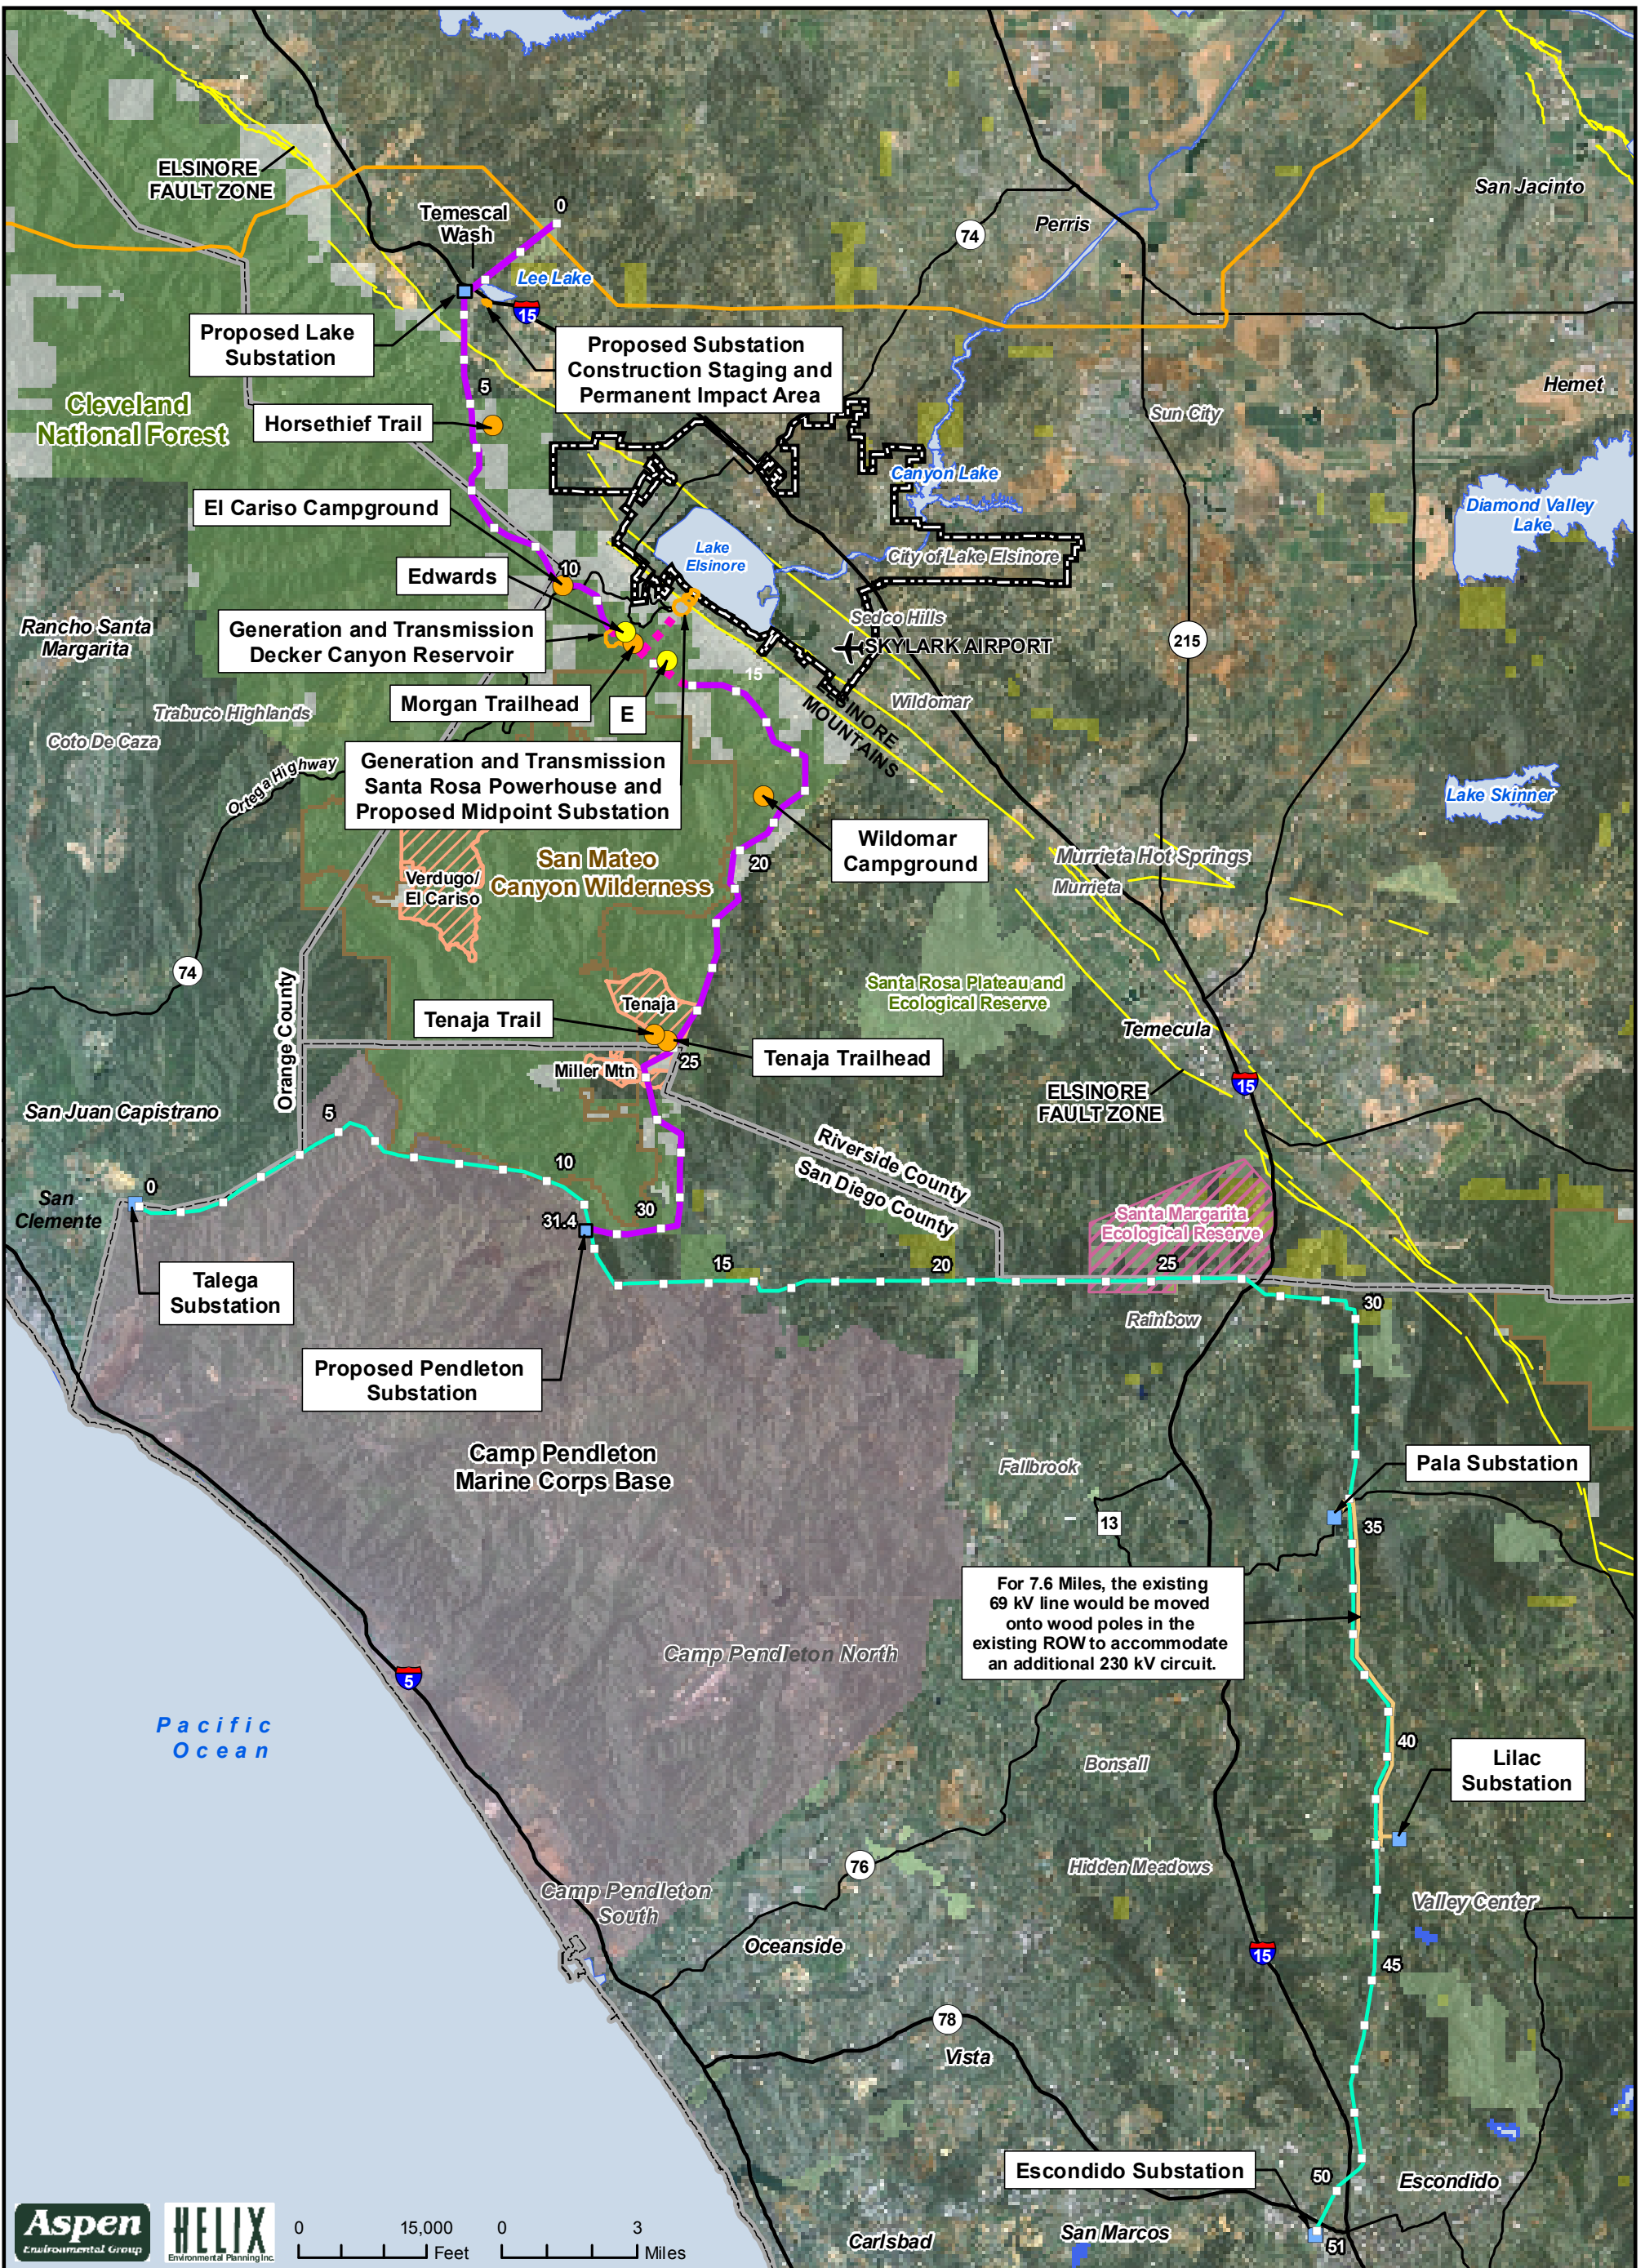 ELSINORE
FAULT ZONE
Temescal
Wash
0
Lee Lake
15
Proposed Lake
Substation
Proposed Substation
Construction Staging and
Permanent Impact Area
74
Perris
San Jacinto
Hemet
Sun City
Cleveland
National Forest
5
Horsethief Trail
El Cariso Campground
Canyon Lake
Diamond Valley
Lake
Lake
Elsinore
City of Lake Elsinore
Edwards
10
Rancho Santa
Margarita
Generation and Transmission
Decker Canyon Reservoir
Sedco Hills
SKYLARK AIRPORT
215
Morgan Trailhead
E
15
Wildomar
ELSINORE
MOUNTAINS
Trabuco Highlands
Coto De Caza
Ortega Highway
Generation and Transmission
Santa Rosa Powerhouse and
Proposed Midpoint Substation
Lake Skinner
Wildomar
Campground
San Mateo
Canyon Wilderness
Verdugo/
El Cariso
20
Murrieta Hot Springs
Murrieta
74
Orange County
Santa Rosa Plateau and
Ecological Reserve
Tenaja
Tenaja Trail
Tenaja Trailhead
25
Miller Mtn
Temecula
ELSINORE
FAULT ZONE
15
San Juan Capistrano
5
10
Riverside County
San Diego County
San
Clemente
0
30
31.4
Santa Margarita
Ecological Reserve
15
20
25
Talega
Substation
Rainbow
30
Proposed Pendleton
Substation
Camp Pendleton
Marine Corps Base
Fallbrook
Pala Substation
13
35
For 7.6 Miles, the existing
69 kV line would be moved
onto wood poles in the
existing ROW to accommodate
an additional 230 kV circuit.
Camp Pendleton North
5
Pacific
Ocean
40
Bonsall
Lilac
Substation
76
Hidden Meadows
Camp Pendleton
South
Valley Center
Oceanside
15
45
78
Vista
Escondido Substation
50
Escondido
51
Carlsbad
San Marcos
Aspen
Environmental Group
HELIX
Environmental Planning Inc.
0 15,000
Feet
0 3
Miles